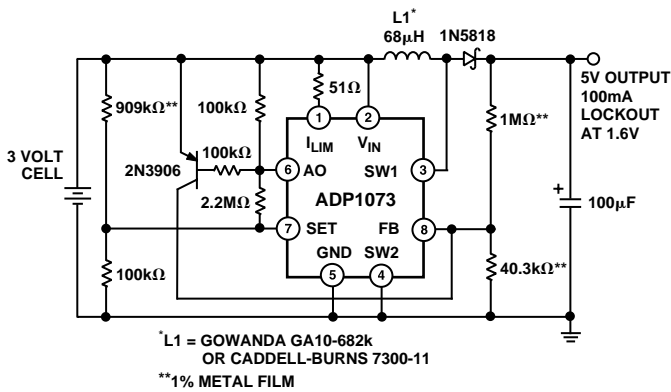 L1*
68μH
1N5818
5V OUTPUT
100mA
LOCKOUT
AT 1.6V
909kΩ**
100kΩ
51Ω
1MΩ**
1
2
I_LIM
V_IN
3 VOLT
CELL
2N3906
100kΩ
6
AO
SW1
3
ADP1073
+
100μF
2.2MΩ
7
SET
FB
8
GND
SW2
100kΩ
5
4
40.3kΩ**
*L1 = GOWANDA GA10-682k
OR CADDELL-BURNS 7300-11
**1% METAL FILM